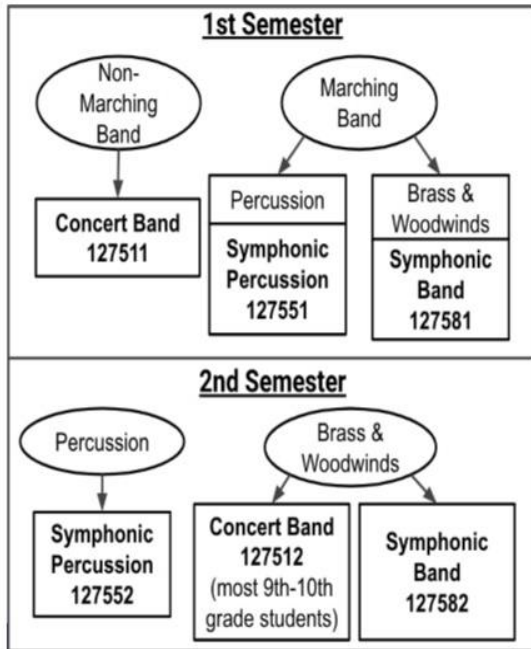 1st Semester
Non-
Marching
Band
Concert Band
127511
Marching
Band
Percussion
Symphonic
Percussion
127551
Brass &
Woodwinds
Symphonic
Band
127581
2nd Semester
Percussion
Symphonic
Percussion
127552
Brass &
Woodwinds
Concert Band
127512
(most 9th-10th
grade students)
Symphonic
Band
127582